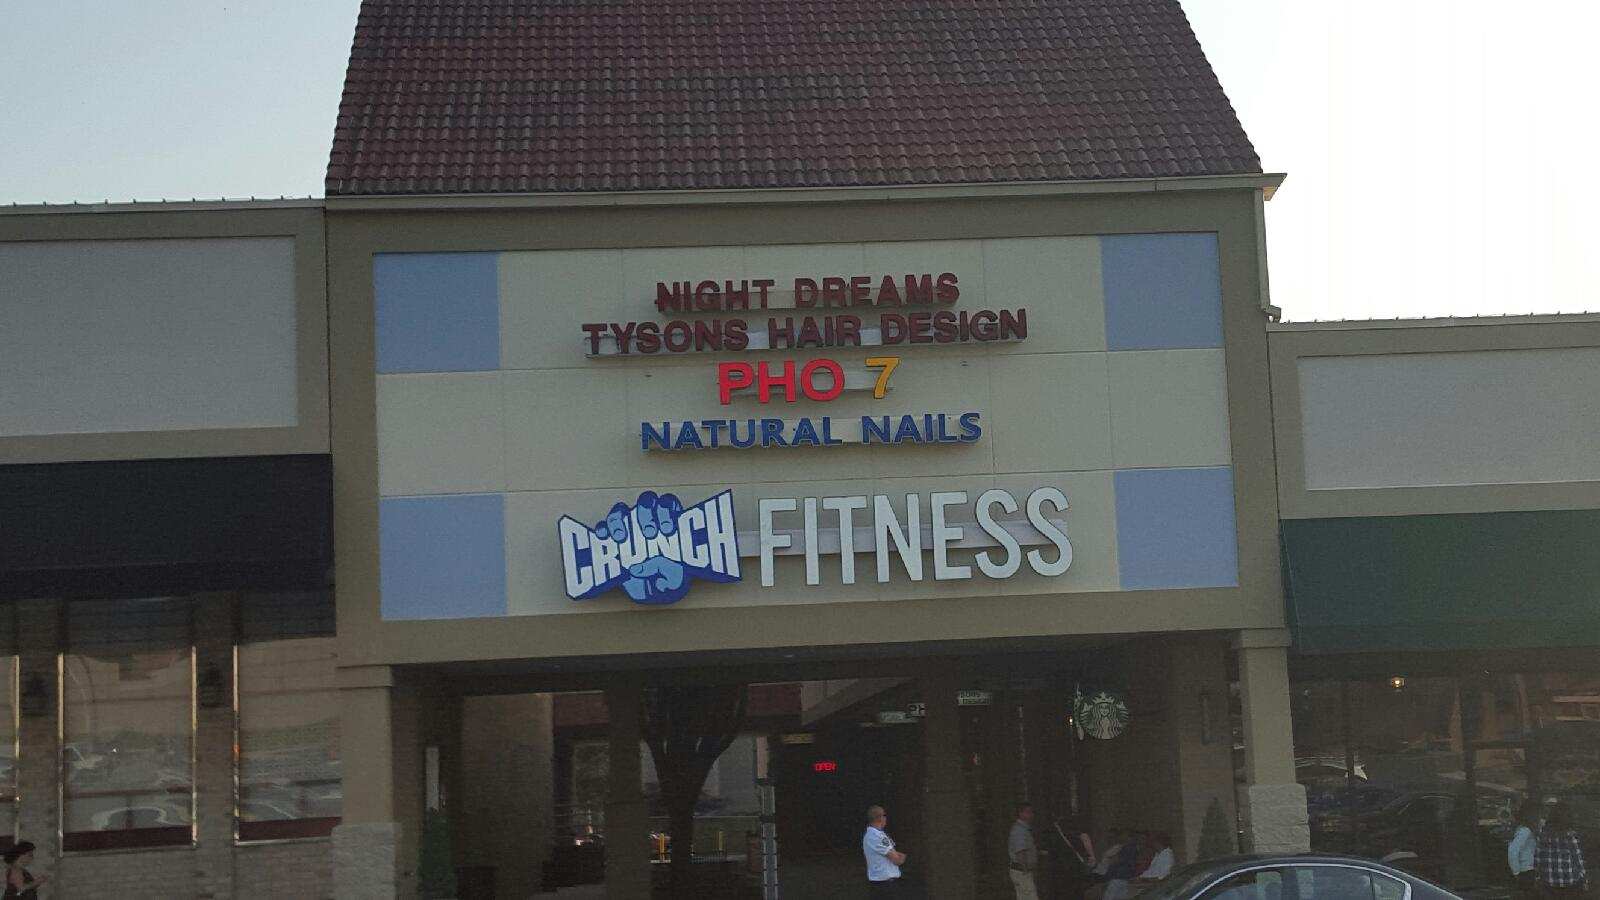 NIGHT DREAMS
TYSONS HAIR DESIGN
PHO 7
NATURAL NAILS
CRUNCH FITNESS
OPEN